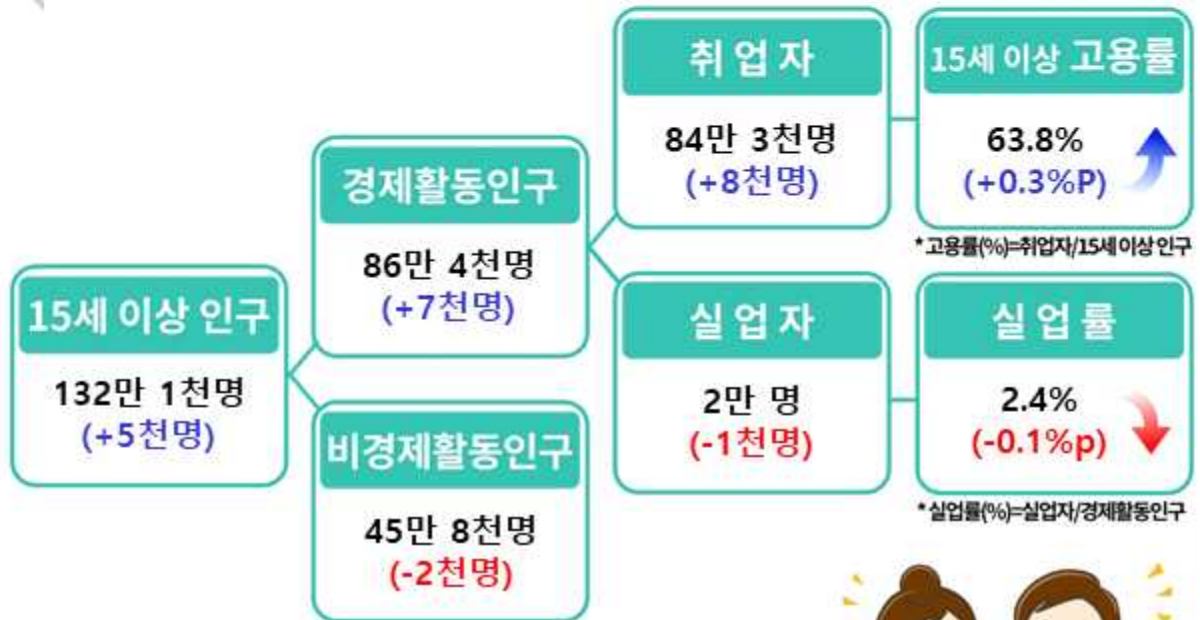 15세 이상 인구
132만 1천명
(+5천명)
경제활동인구
86만 4천명
(+7천명)
비경제활동인구
45만 8천명
(-2천명)
취 업 자
84만 3천명
(+8천명)
15세 이상 고용률
63.8%
(+0.3%P)
*고용률(%)=취업자/15세이상 인구
실 업 자
2만 명
(-1천명)
실 업 률
2.4%
(-0.1%p)
*실업률(%)=실업자/경제활동인구